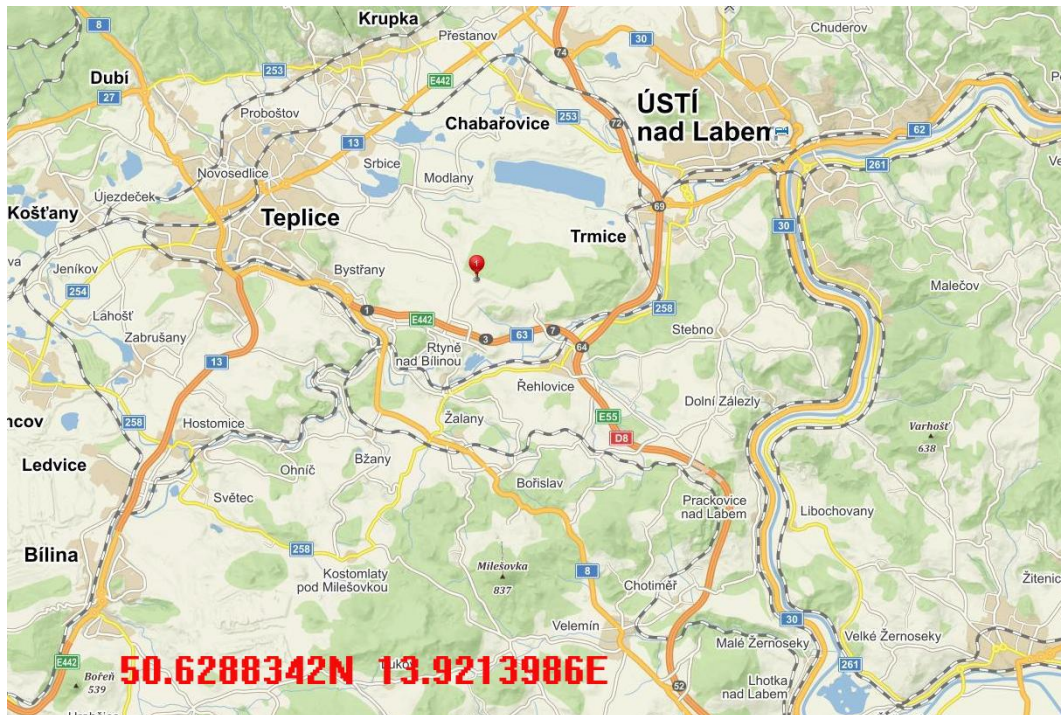 8
Krupka
Přestanov
30
Chuderov
74
Dubí
253
E442
27
Proboštov
ÚSTÍ
nad Labem
Chabařovice
253
72
62
13
Srbice
Novosedlice
Modlany
261
Újezdeček
Košťany
Teplice
69
Trmice
30
Jeníkov
Bystřany
1
254
Malečov
Lahošť
1
E442
258
Stebno
Zabrušany
3
63
7
64
13
Rtyně
nad Bílinou
Řehlovice
Dolní Zálezly
258
Hostomice
Žalany
E55
D8
Varhošť
638
Ledvice
Ohníč
Bžany
Světec
Bořislav
Prackovice
nad Labem
Libochovany
Bílina
258
Milešovka
837
Kostomlaty
pod Milešovkou
8
Chotiměř
Velemín
30
Malé Žernoseky
Velké Žernoseky
E442
Bořeň
539
50.6288342N 13.9213986E
261
52
Lhotka
nad Labem